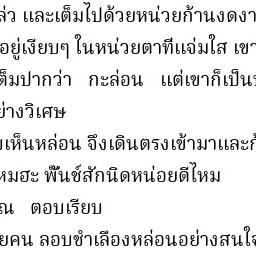 ล่ว และเต็มไปด้วยหน่วยก้านงดงา
อยู่เงียบๆ ในหน่วยตาที่แจ่มใส เขา
ต็มปากว่า กะล่อน แต่เขาก็เป็น
ย่างวิเศษ
เห็นหล่อน จึงเดินตรงเข้ามาและก้
หมฮะ พั๊นช์สักนิดหน่อยดีไหม
ณ ตอบเรียบ
ยคน ลอบชำเลืองหล่อนอย่างสนใจ